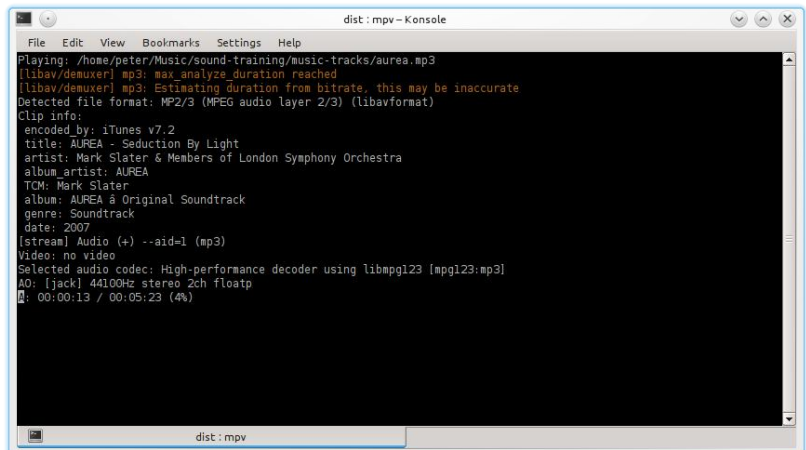 dist : mpv – Konsole
File Edit View Bookmarks Settings Help
Playing: /home/peter/Music/sound-training/music-tracks/aurea.mp3
[libav/demuxer] mp3: max_analyze_duration reached
[libav/demuxer] mp3: Estimating duration from bitrate, this may be inaccurate
Detected file format: MP2/3 (MPEG audio layer 2/3) (libavformat)
Clip info:
encoded_by: iTunes v7.2
title: AUREA - Seduction By Light
artist: Mark Slater & Members of London Symphony Orchestra
album_artist: AUREA
TCM: Mark Slater
album: AUREA â Original Soundtrack
genre: Soundtrack
date: 2007
[stream] Audio (+) --aid=1 (mp3)
Video: no video
Selected audio codec: High-performance decoder using libmpg123 [mpg123:mp3]
AO: [jack] 44100Hz stereo 2ch floatp
A: 00:00:13 / 00:05:23 (4%)
dist : mpv